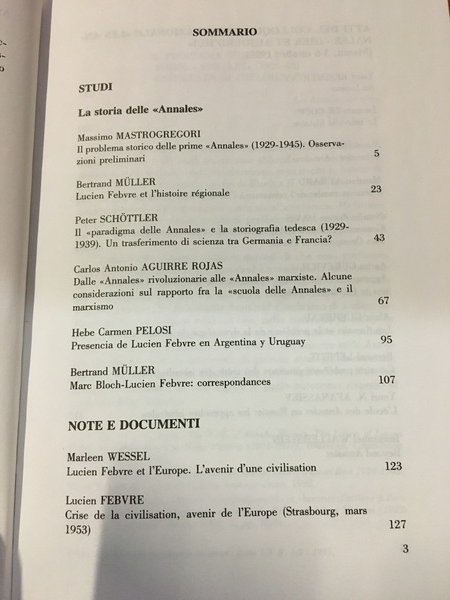 SOMMARIO
STUDI
La storia delle «Annales»
Massimo MASTROGREGORI
Il problema storico delle prime «Annales» (1929-1945). Osserva-
zioni preliminari 5
Bertrand MÜLLER
Lucien Febvre et l'histoire régionale 23
Peter SCHÖTTLER
Il «paradigma delle Annales» e la storiografia tedesca (1929-
1939). Un trasferimento di scienza tra Germania e Francia? 43
Carlos Antonio AGUIRRE ROJAS
Dalle «Annales» rivoluzionarie alle «Annales» marxiste. Alcune
considerazioni sul rapporto fra la «scuola delle Annales» e il
marxismo 67
Hebe Carmen PELOSI
Presencia de Lucien Febvre en Argentina y Uruguay 95
Bertrand MÜLLER
Marc Bloch-Lucien Febvre: correspondances 107
NOTE E DOCUMENTI
Marleen WESSEL
Lucien Febvre et l'Europe. L'avenir d'une civilisation 123
Lucien FEBVRE
Crise de la civilisation, avenir de l'Europe (Strasbourg, mars
1953) 127
3